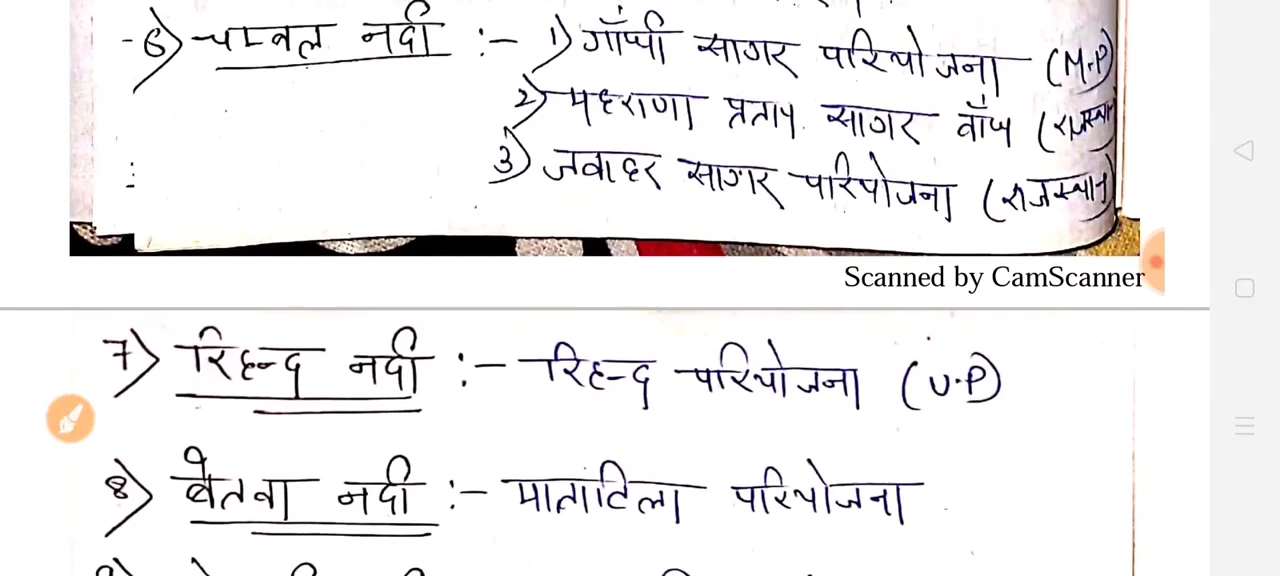 6) चम्बल नदी :- 1) गाँधी सागर परियोजना (M.P)
2) महाराणा प्रताप सागर बाँध (राजस्थान)
3) जवाहर सागर परियोजना (राजस्थान)
Scanned by CamScanner
7) रिहन्द नदी :- रिहन्द परियोजना (U.P)
8) बेतवा नदी :- माताटिला परियोजना